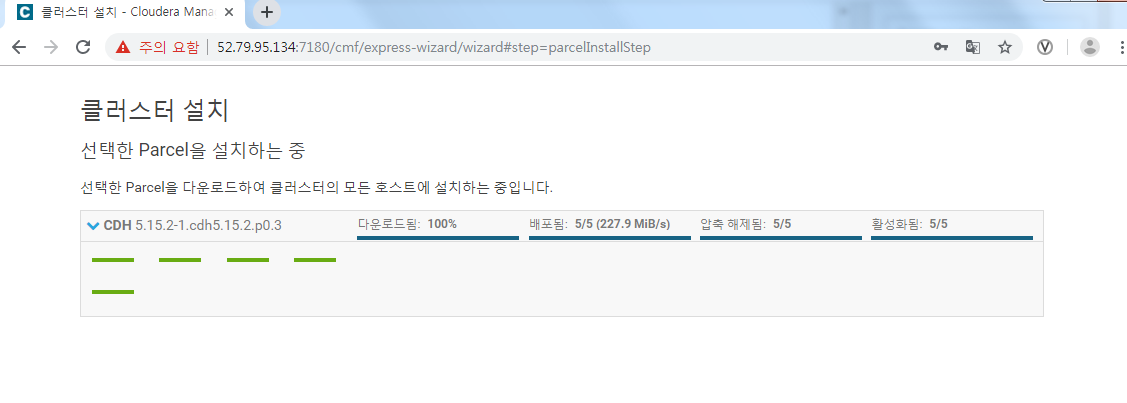 클러스터 설치 - Cloudera Mana
주의 요함 52.79.95.134:7180/cmf/express-wizard/wizard#step=parcelInstallStep
클러스터 설치
선택한 Parcel을 설치하는 중
선택한 Parcel을 다운로드하여 클러스터의 모든 호스트에 설치하는 중입니다.
CDH 5.15.2-1.cdh5.15.2.p0.3 다운로드됨: 100% 배포됨: 5/5 (227.9 MiB/s) 압축 해제됨: 5/5 활성화됨: 5/5